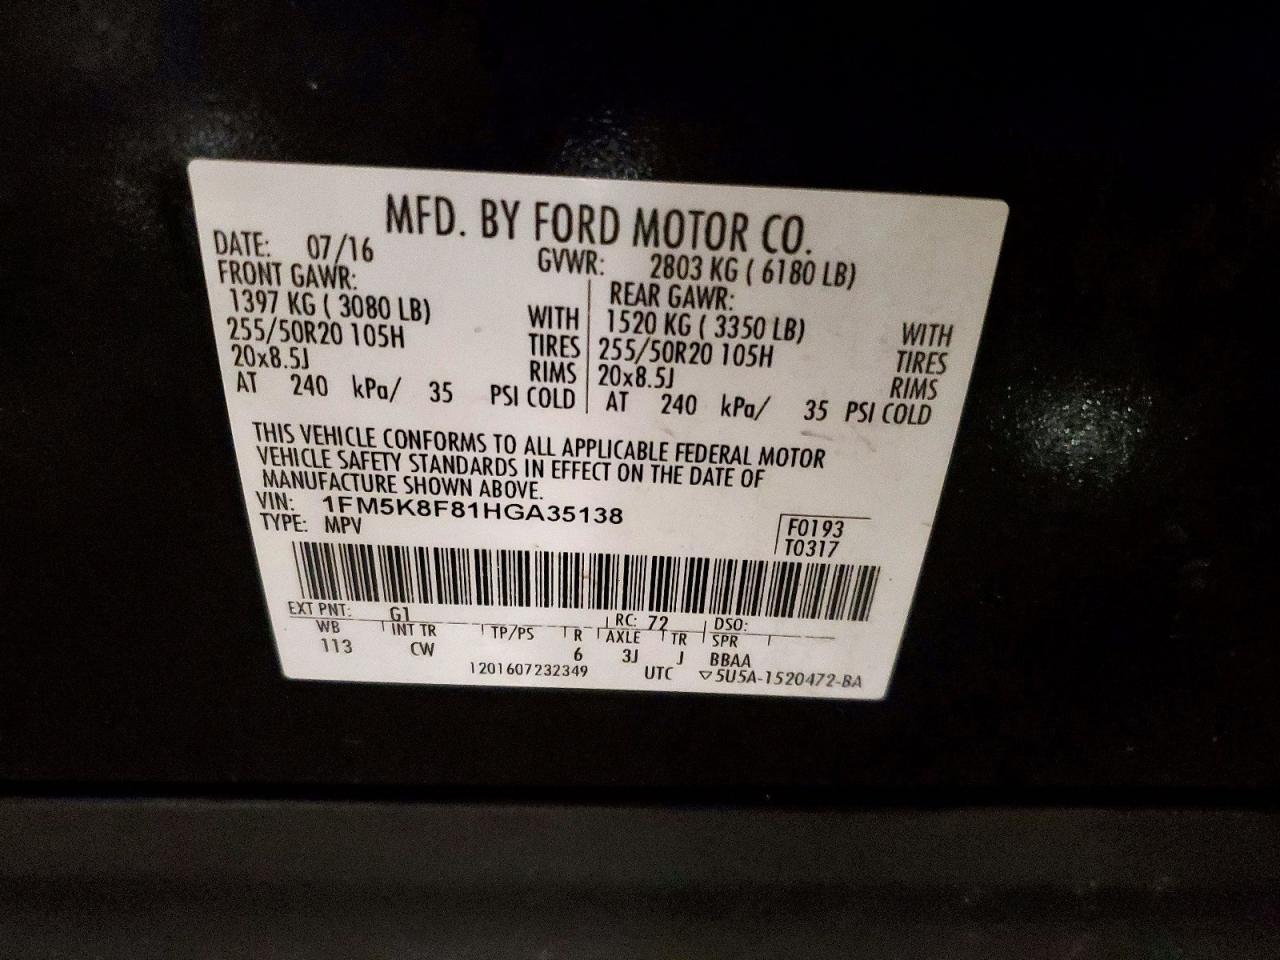 MFD. BY FORD MOTOR CO.
DATE: 07/16 GVWR: 2803 KG ( 6180 LB)
FRONT GAWR: REAR GAWR:
1397 KG ( 3080 LB) WITH 1520 KG ( 3350 LB) WITH
255/50R20 105H TIRES 255/50R20 105H TIRES
20x8.5J RIMS 20x8.5J RIMS
AT 240 kPa/ 35 PSI COLD AT 240 kPa/ 35 PSI COLD
THIS VEHICLE CONFORMS TO ALL APPLICABLE FEDERAL MOTOR
VEHICLE SAFETY STANDARDS IN EFFECT ON THE DATE OF
MANUFACTURE SHOWN ABOVE.
VIN: 1FM5K8F81HGA35138
TYPE: MPV
F0193
T0317
EXT PNT: G1 RC: 72 DSO:
WB INT TR TP/PS R AXLE TR SPR
113 CW 6 3J J BBAA
1201607232349 UTC ▽5U5A-1520472-BA